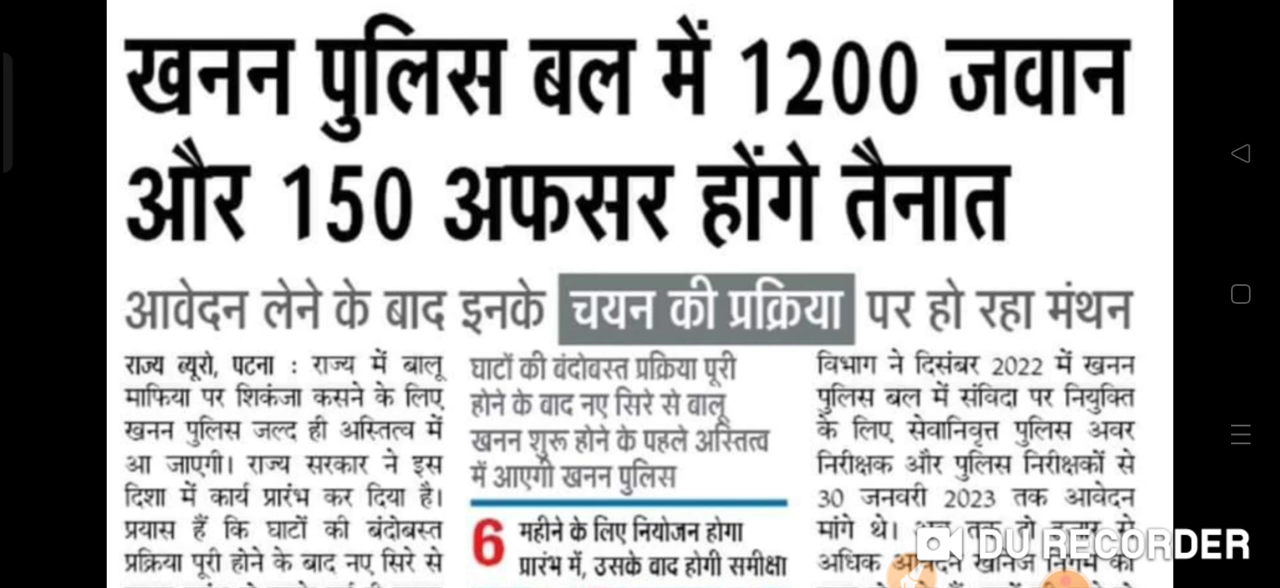 खनन पुलिस बल में 1200 जवान
और 150 अफसर होंगे तैनात
आवेदन लेने के बाद इनके चयन की प्रक्रिया पर हो रहा मंथन
राज्य ब्यूरो, पटना : राज्य में बालू
माफिया पर शिकंजा कसने के लिए
खनन पुलिस जल्द ही अस्तित्व में
आ जाएगी। राज्य सरकार ने इस
दिशा में कार्य प्रारंभ कर दिया है।
प्रयास हैं कि घाटों की बंदोबस्त
प्रक्रिया पूरी होने के बाद नए सिरे से
घाटों की बंदोबस्त प्रक्रिया पूरी
होने के बाद नए सिरे से बालू
खनन शुरू होने के पहले अस्तित्व
में आएगी खनन पुलिस
6 महीने के लिए नियोजन होगा
प्रारंभ में, उसके बाद होगी समीक्षा
विभाग ने दिसंबर 2022 में खनन
पुलिस बल में संविदा पर नियुक्ति
के लिए सेवानिवृत्त पुलिस अवर
निरीक्षक और पुलिस निरीक्षकों से
30 जनवरी 2023 तक आवेदन
मांगे थे। तक दो से
अधिक खनिज निगम को
DU RECORDER